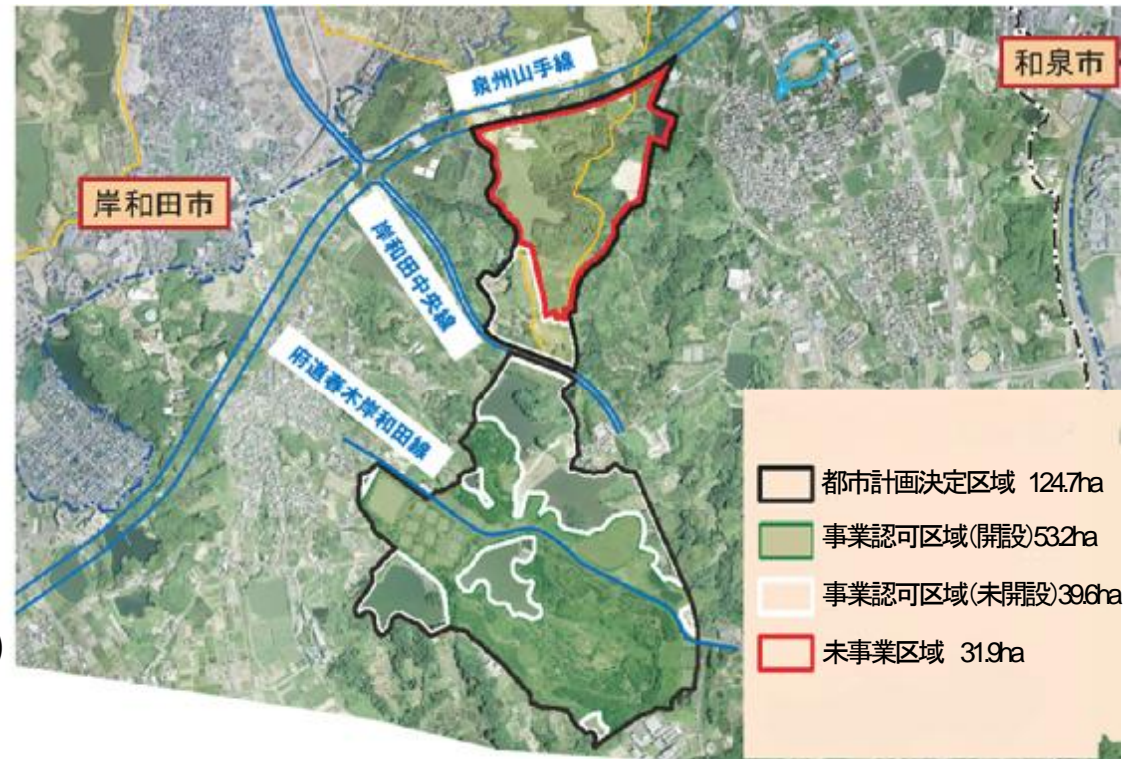 泉州山手線
和泉市
岸和田市
岸和田中央線
府道春木岸和田線
都市計画決定区域 124.7ha
事業認可区域(開設)53.2ha
事業認可区域(未開設)39.6ha
未事業区域 31.9ha
)